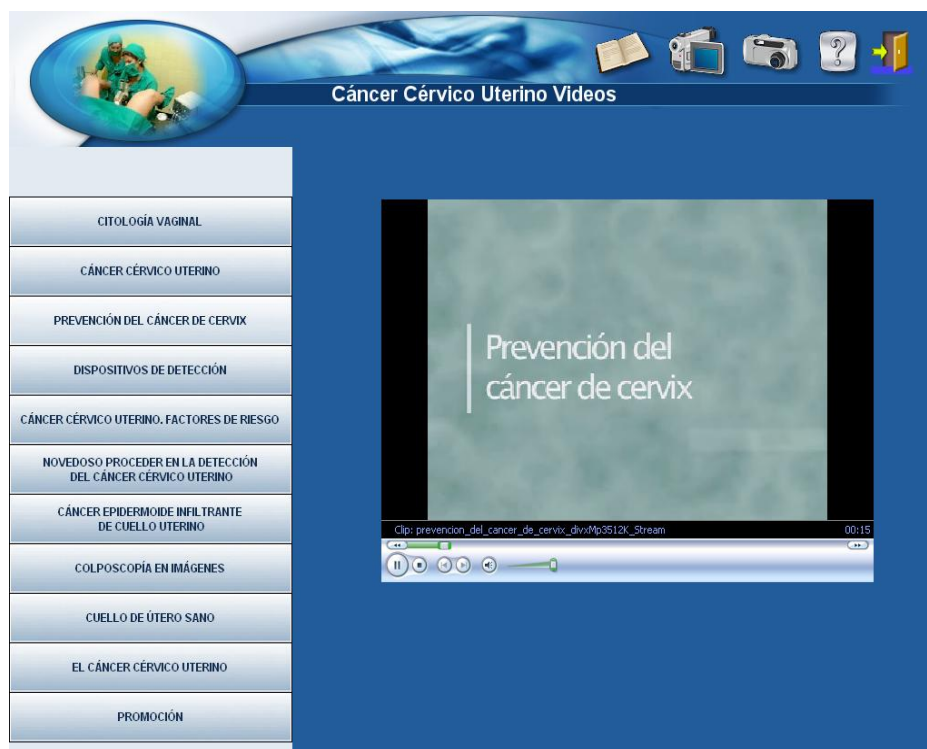 Cáncer Cérvico Uterino Videos
CITOLOGÍA VAGINAL
CÁNCER CÉRVICO UTERINO
PREVENCIÓN DEL CÁNCER DE CERVIX
DISPOSITIVOS DE DETECCIÓN
CÁNCER CÉRVICO UTERINO. FACTORES DE RIESGO
NOVEDOSO PROCEDER EN LA DETECCIÓN
DEL CÁNCER CÉRVICO UTERINO
CÁNCER EPIDERMOIDE INFILTRANTE
DE CUELLO UTERINO
COLPOSCOPÍA EN IMÁGENES
CUELLO DE ÚTERO SANO
EL CÁNCER CÉRVICO UTERINO
PROMOCIÓN
Prevención del
cáncer de cervix
Clip: prevencion_del_cancer_de_cervix_divxMp3512K_Stream 00:15